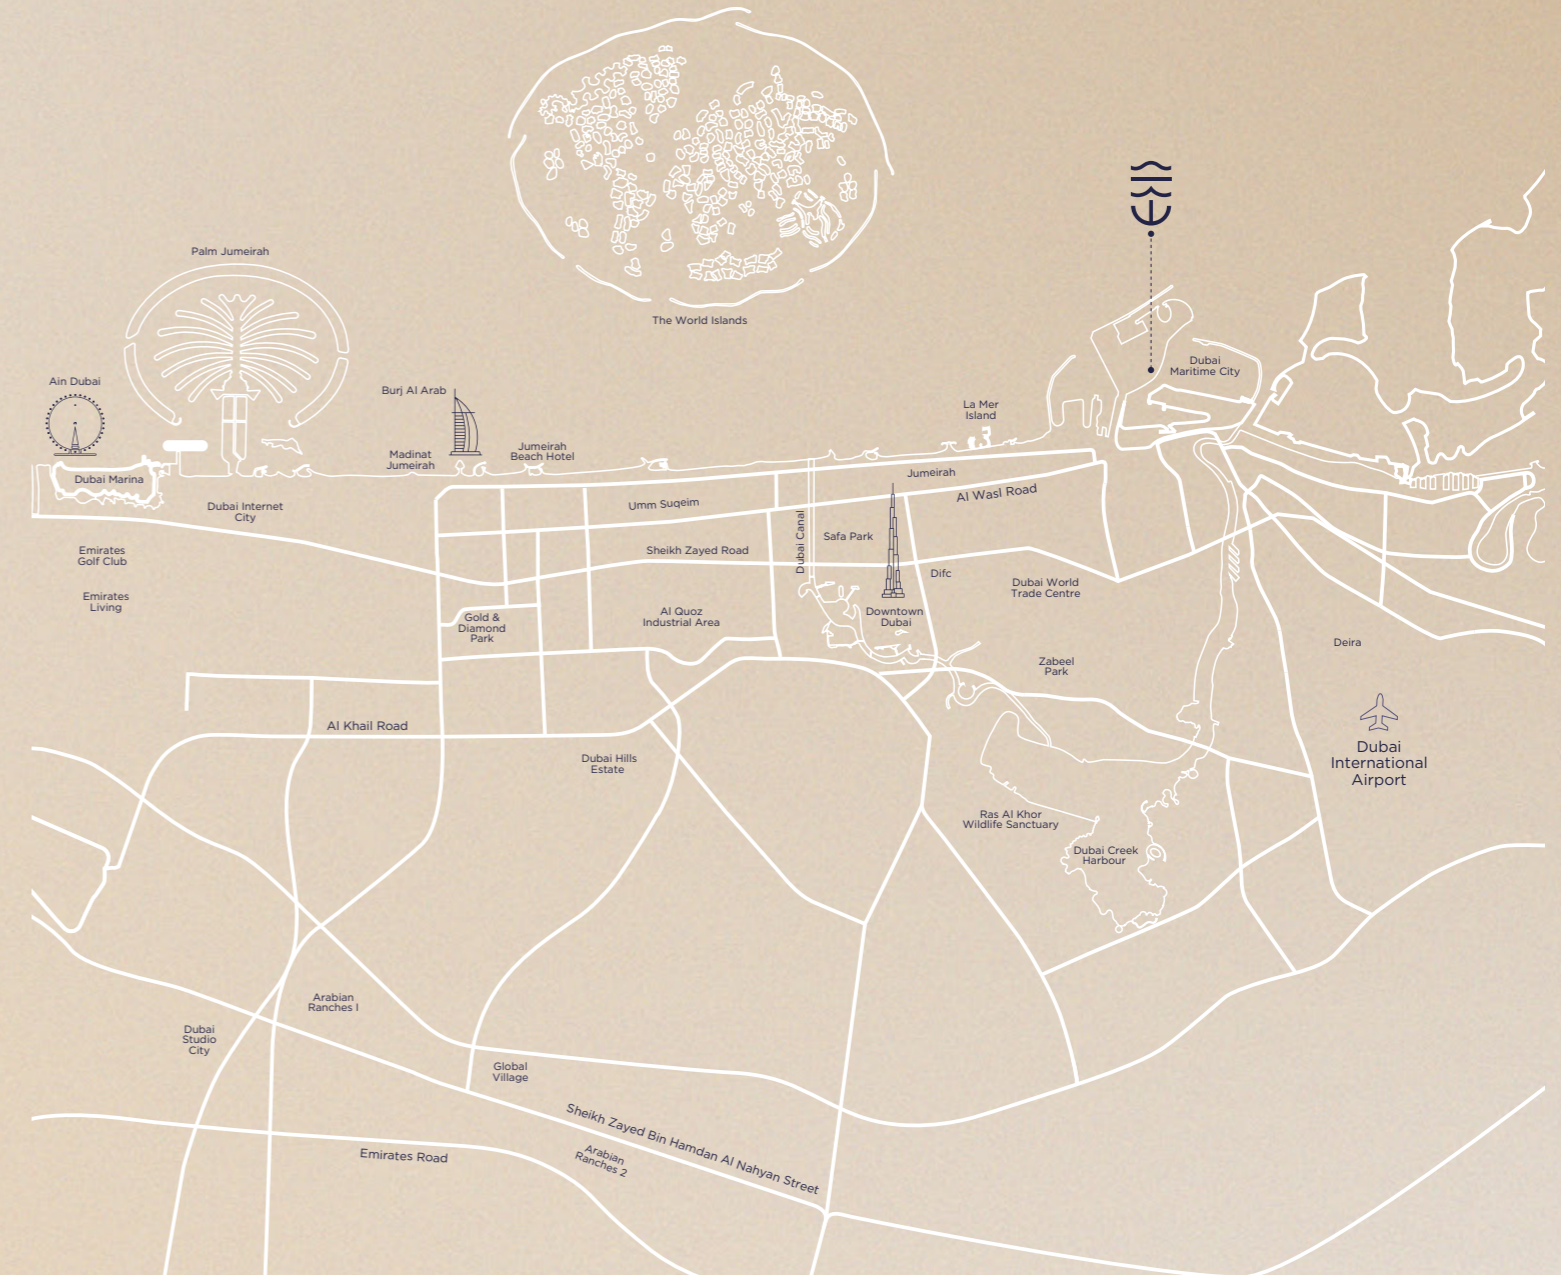 Palm Jumeirah
The World Islands
Ain Dubai
Burj Al Arab
Dubai
Maritime City
La Mer
Island
Madinat
Jumeirah
Jumeirah
Beach Hotel
Dubai Marina
Jumeirah
Al Wasl Road
Dubai Internet
City
Umm Suqeim
Dubai Canal
Safa Park
Emirates
Golf Club
Sheikh Zayed Road
Difc
Dubai World
Trade Centre
Emirates
Living
Gold &
Diamond
Park
Al Quoz
Industrial Area
Downtown
Dubai
Deira
Zabeel
Park
Al Khail Road
Dubai Hills
Estate
Dubai
International
Airport
Ras Al Khor
Wildlife Sanctuary
Dubai Creek
Harbour
Arabian
Ranches I
Dubai
Studio
City
Global
Village
Sheikh Zayed Bin Hamdan Al Nahyan Street
Emirates Road
Arabian
Ranches 2